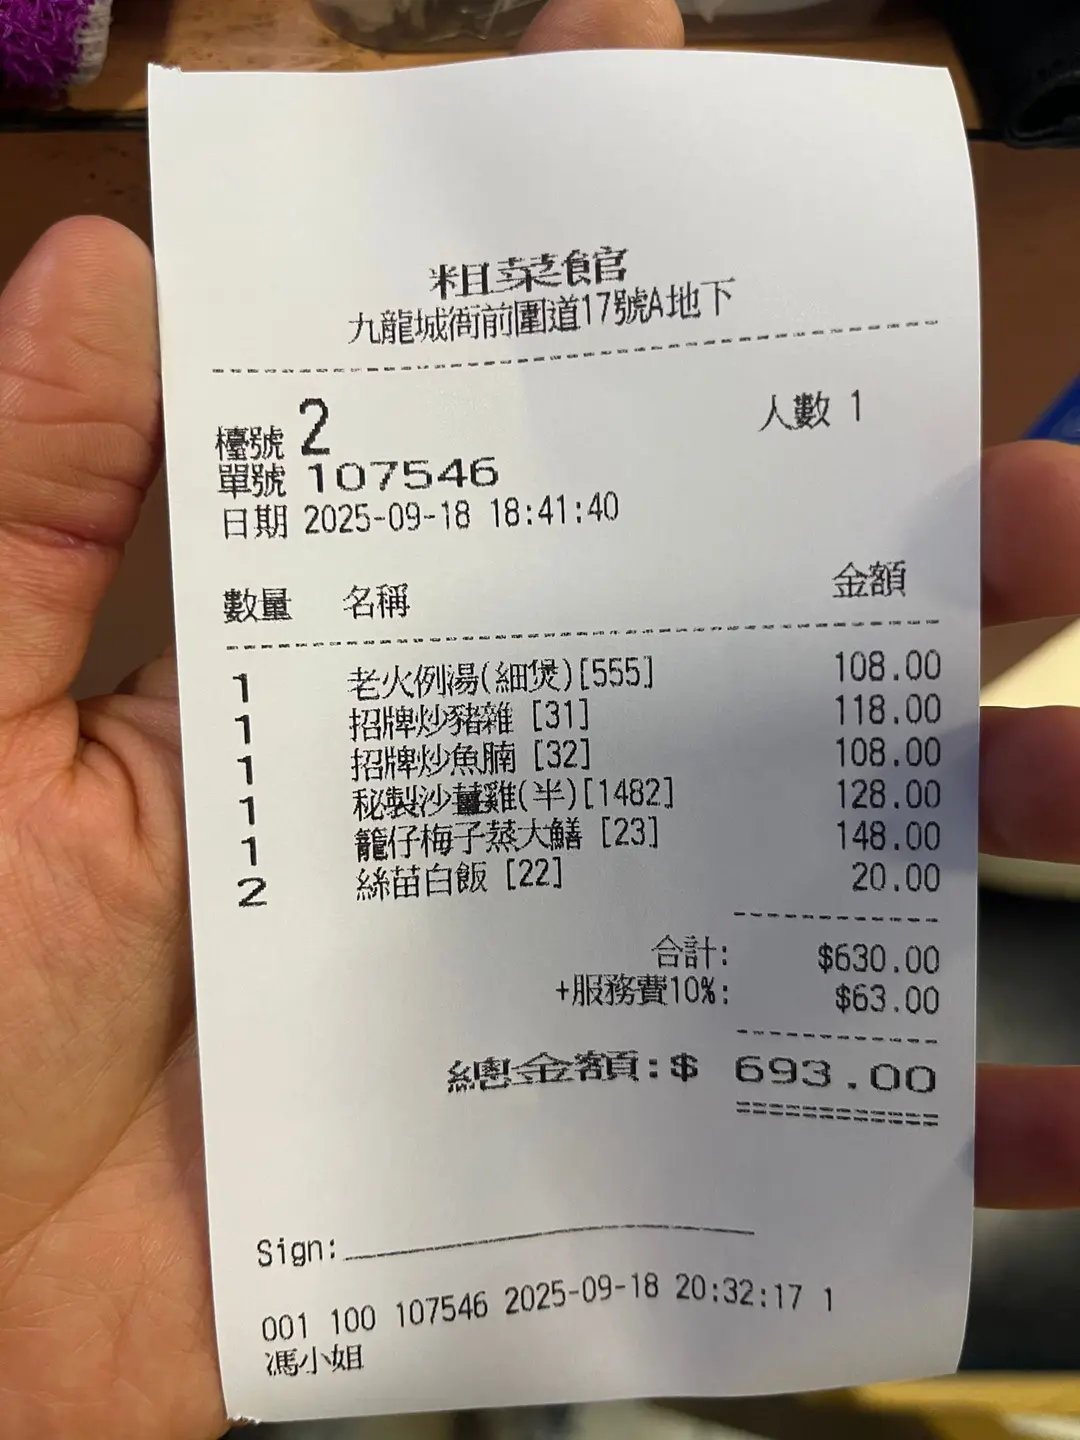 粗菜館
九龍城衙前圍道17號A地下
檯號 2 人數 1
單號 107546
日期 2025-09-18 18:41:40
數量 名稱 金額
1 老火例湯(細煲)[555] 108.00
1 招牌炒豬雜 [31] 118.00
1 招牌炒魚腩 [32] 108.00
1 秘製沙薑雞(半)[1482] 128.00
1 籠仔梅子蒸大鱔 [23] 148.00
2 絲苗白飯 [22] 20.00
合計: $630.00
+服務費10%: $63.00
總金額:$ 693.00
Sign:
001 100 107546 2025-09-18 20:32:17 1
馮小姐